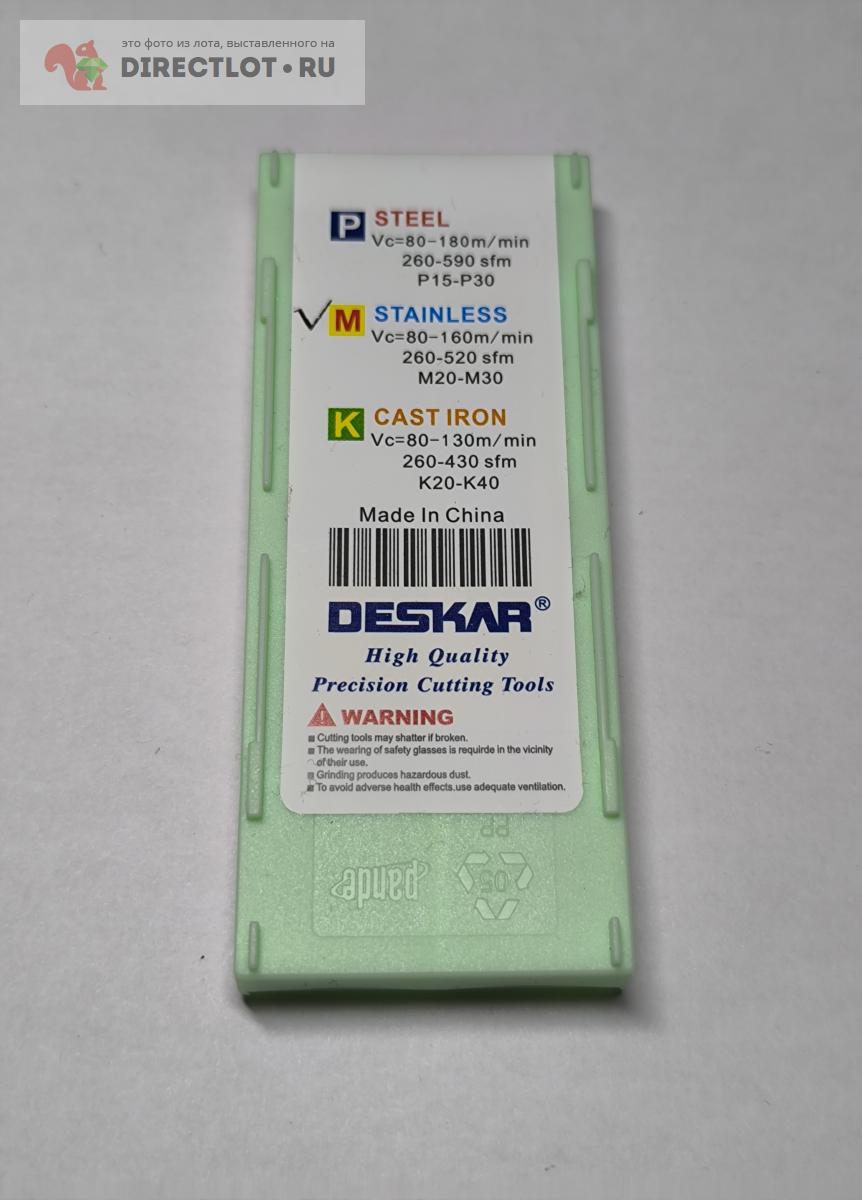 это фото из лота, выставленного на
DIRECTLOT•RU
P STEEL
Vc=80-180m/min
260-590 sfm
P15-P30
M STAINLESS
Vc=80-160m/min
260-520 sfm
M20-M30
K CAST IRON
Vc=80-130m/min
260-430 sfm
K20-K40
Made In China
DESKAR®
High Quality
Precision Cutting Tools
WARNING
Cutting tools may shatter if broken.
The wearing of safety glasses is requirde in the vicinity
of their use.
Grinding produces hazardous dust.
To avoid adverse health effects.use adequate ventilation.
PP
pande
05